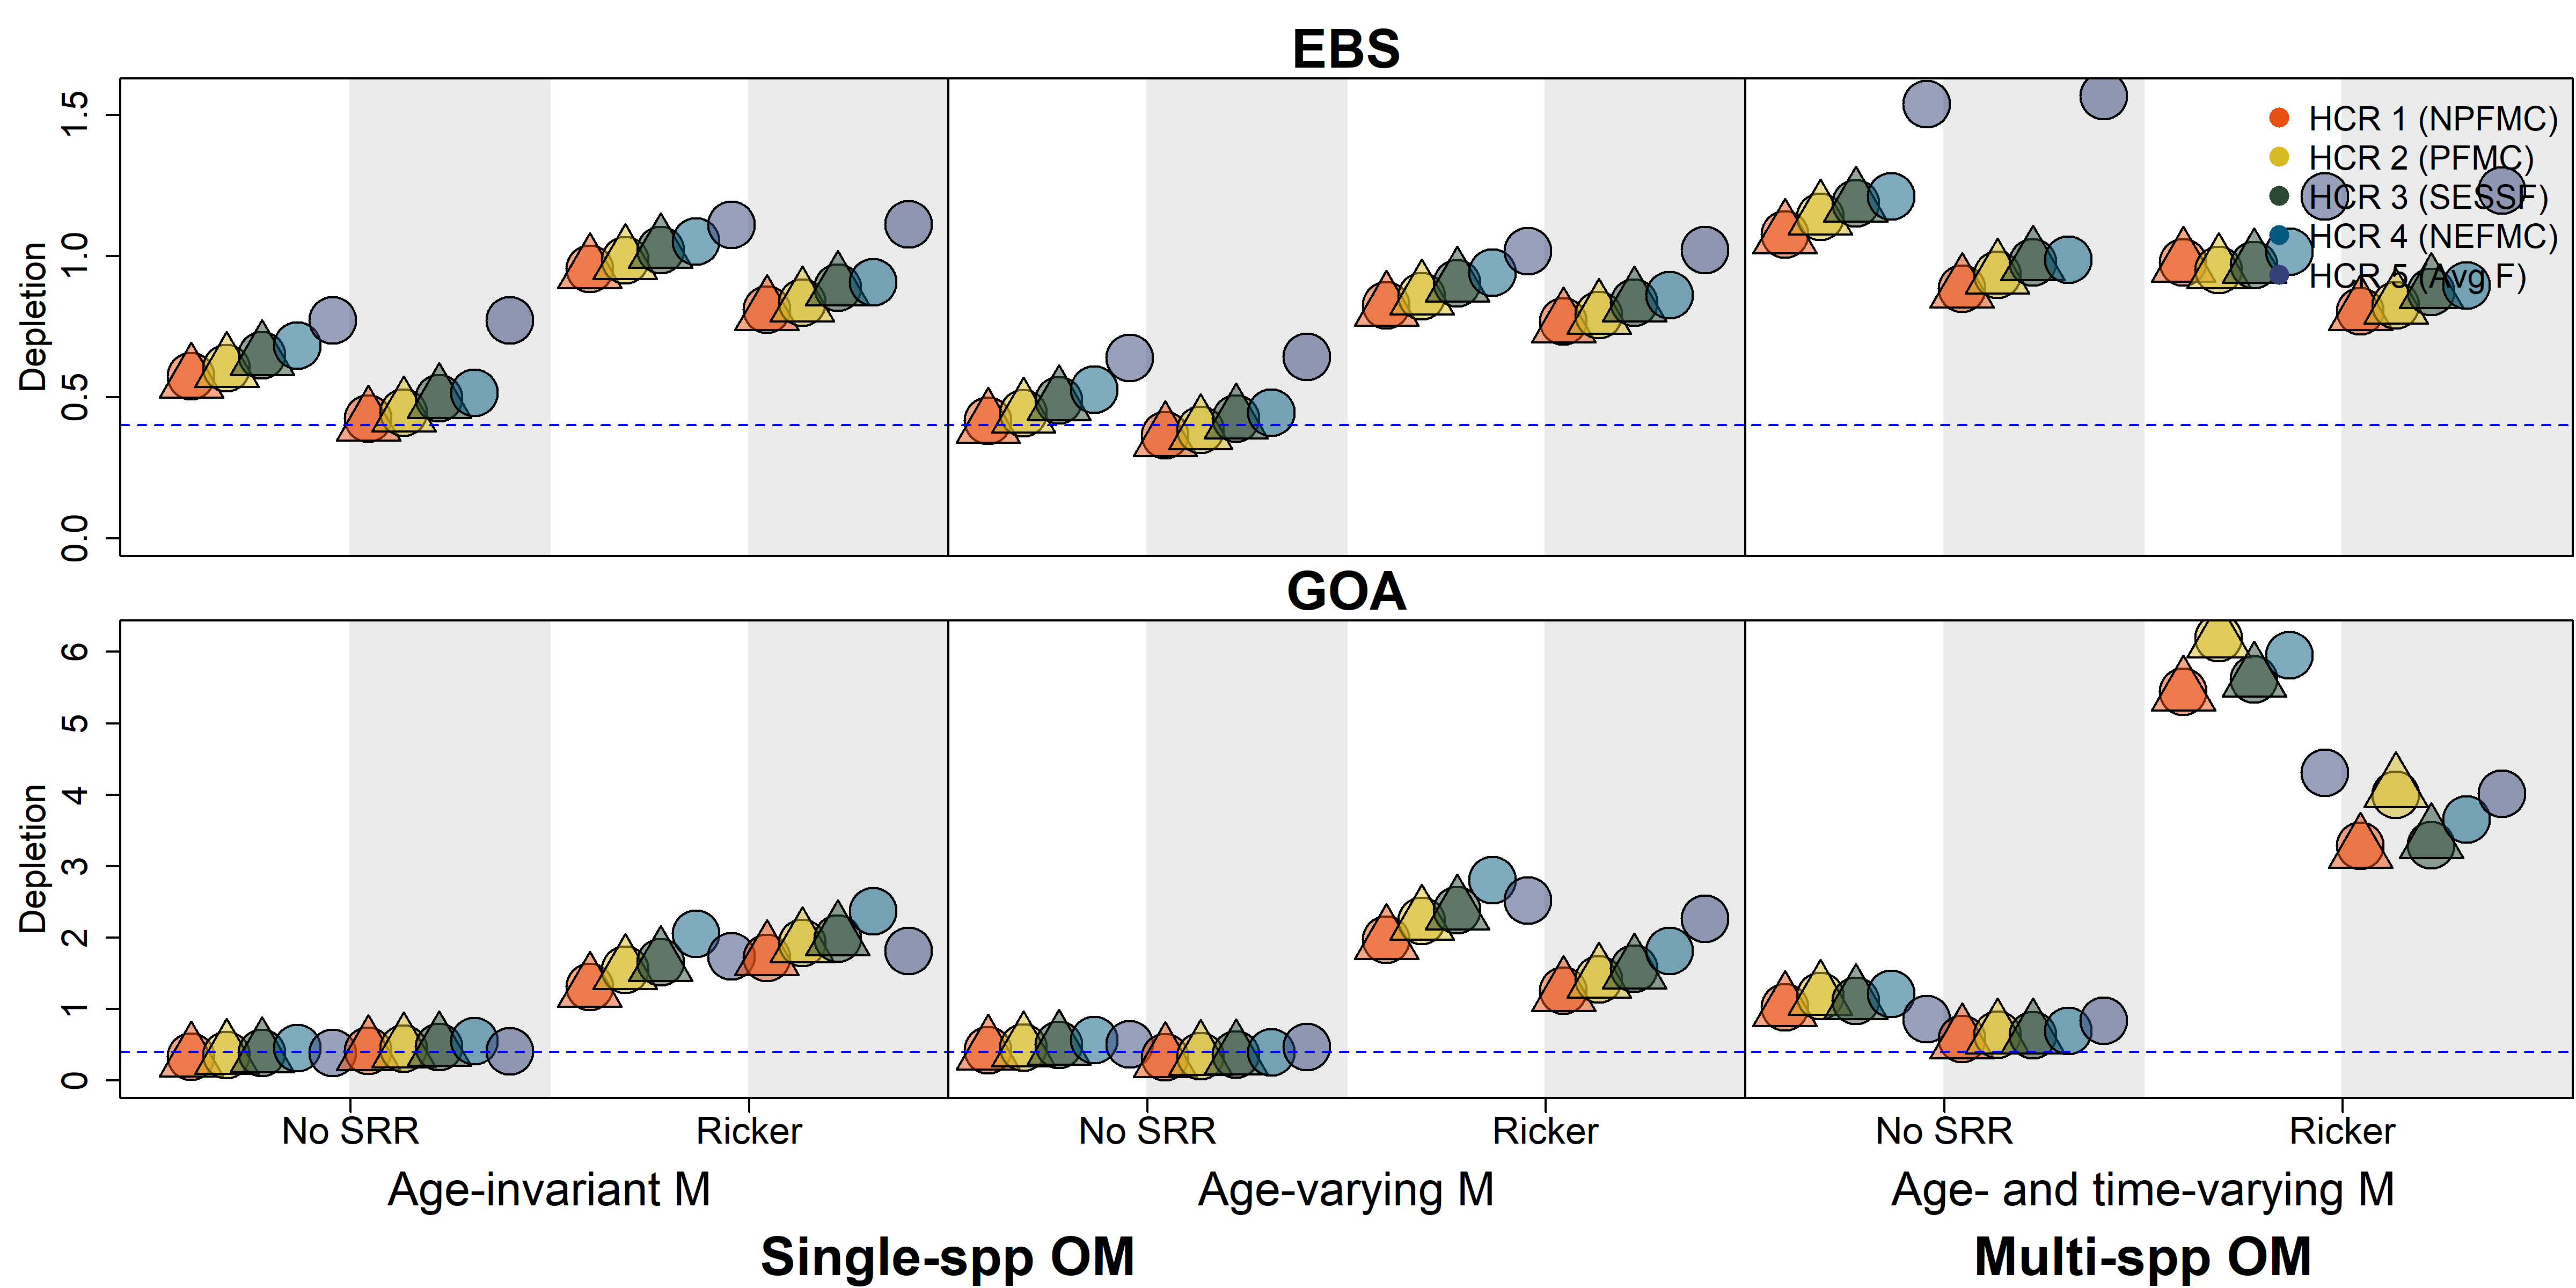 EBS
Depletion
1.5
1.0
0.5
0.0
HCR 1 (NPFMC)
HCR 2 (PFMC)
HCR 3 (SESSF)
HCR 4 (NEFMC)
HCR 5 (Avg F)
GOA
Depletion
6
5
4
3
2
1
0
No SRR Ricker No SRR Ricker No SRR Ricker
Age-invariant M Age-varying M Age- and time-varying M
Single-spp OM Multi-spp OM